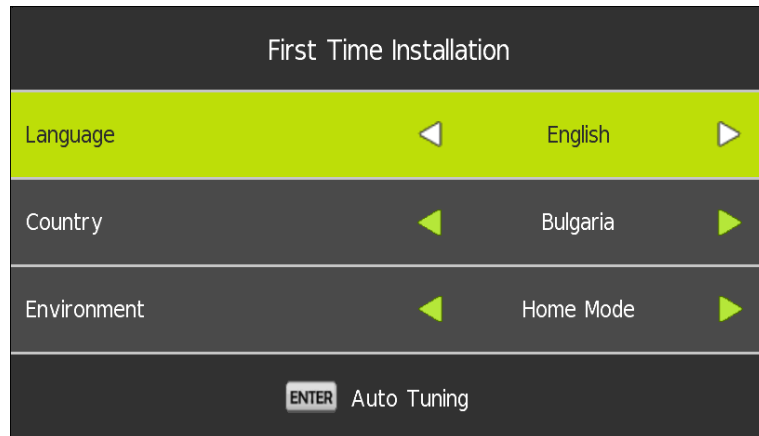 First Time Installation
Language English
Country Bulgaria
Environment Home Mode
ENTER Auto Tuning